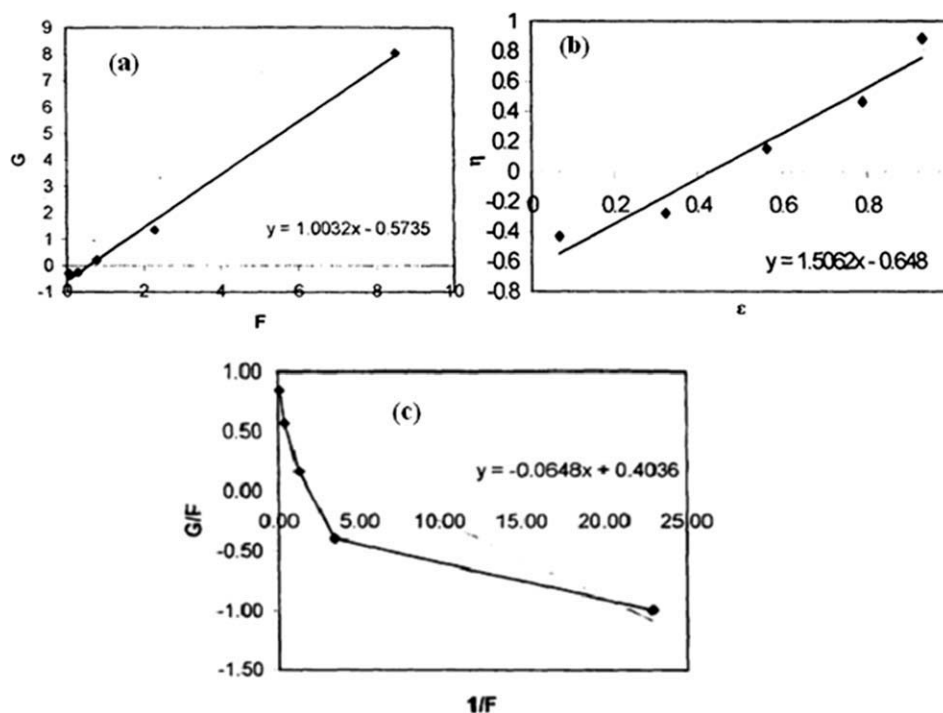 (a)
9
8
7
6
5
4
3
2
1
0
-1
G
0 2 4 6 8 10
F
y = 1.0032x - 0.5735
(b)
1
0.8
0.6
0.4
0.2
0
-0.2
-0.4
-0.6
-0.8
η
0 0.2 0.4 0.6 0.8
ε
y = 1.5062x - 0.648
(c)
1.00
0.50
0.00
-0.50
-1.00
-1.50
G/F
0.00 5.00 10.00 15.00 20.00 25.00
1/F
y = -0.0648x + 0.4036